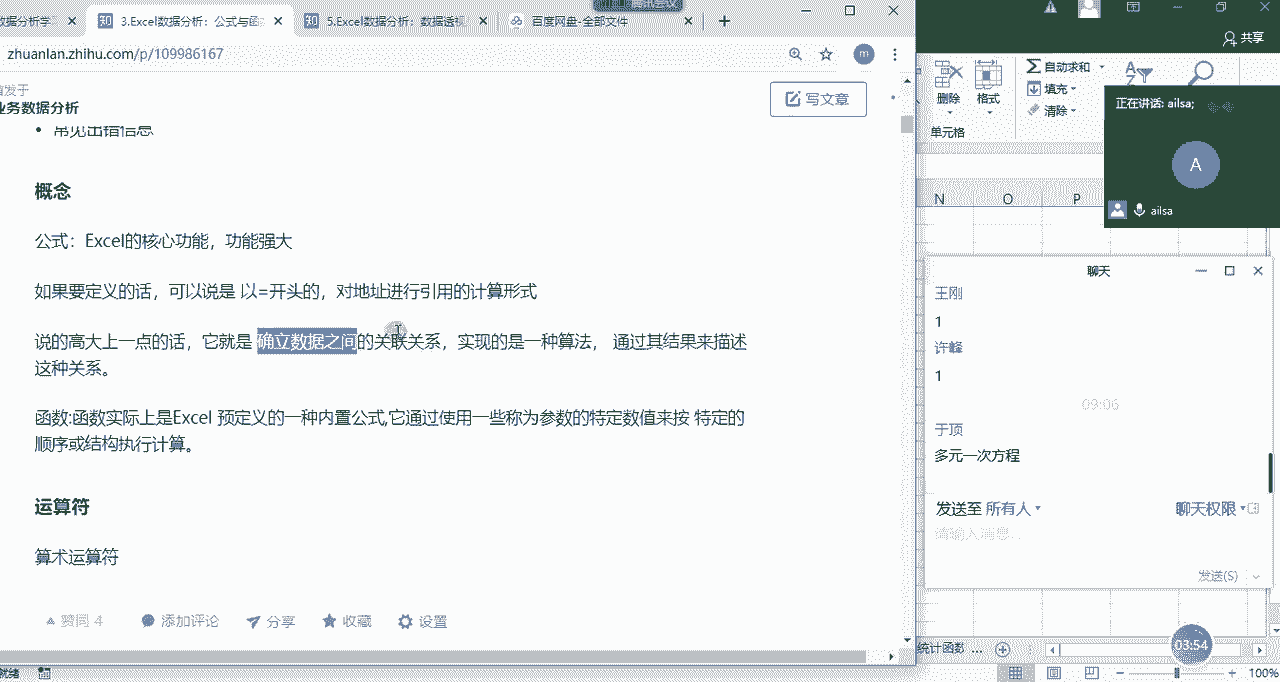 数据分析学
3.Excel数据分析：公式与函
5.Excel数据分析：数据透视
百度网盘-全部文件
腾讯会议
zhuanlan.zhihu.com/p/109986167
m
发于
业务数据分析
写文章
常见出错信息
概念
公式：Excel的核心功能，功能强大
如果要定义的话，可以说是 以=开头的，对地址进行引用的计算形式
说的高大上一点的话，它就是 确立数据之间的关联关系，实现的是一种算法， 通过其结果来描述
这种关系。
函数:函数实际上是Excel 预定义的一种内置公式,它通过使用一些称为参数的特定数值来按 特定的
顺序或结构执行计算。
运算符
算术运算符
赞同 4
添加评论
分享
收藏
设置
就绪
共享
删除
格式
自动求和
填充
清除
单元格
正在讲话: ailsa;
A
ailsa
N
O
P
聊天
王刚
1
许峰
1
09:06
于顶
多元一次方程
发送至 所有人
聊天权限
请输入消息...
发送(S)
统计函数 ...
03:54
100%